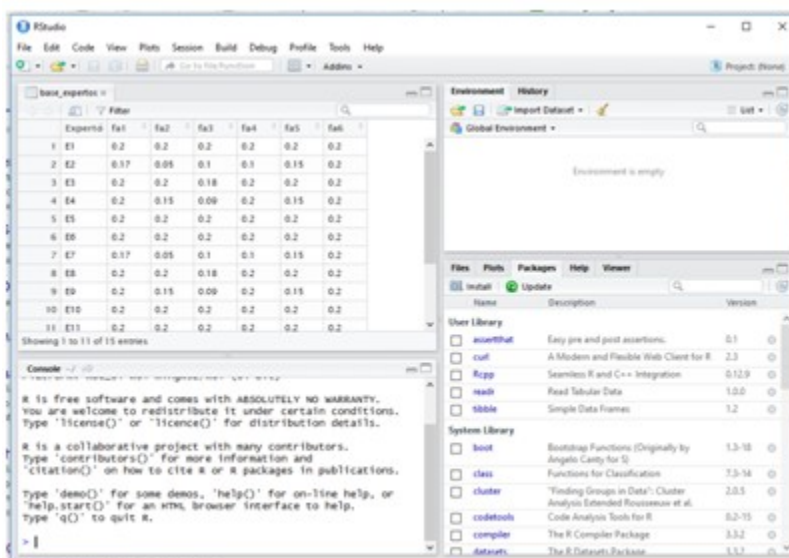 RStudio
File Edit Code View Plots Session Build Debug Profile Tools Help
Go to file/function Addins
Project: (None)
base_expertos
Filter
Experto fa1 fa2 fa3 fa4 fa5 fa6
1 E1 0.2 0.2 0.2 0.2 0.2 0.2
2 E2 0.17 0.05 0.1 0.1 0.15 0.2
3 E3 0.2 0.2 0.18 0.2 0.2 0.2
4 E4 0.2 0.15 0.09 0.2 0.15 0.2
5 E5 0.2 0.2 0.2 0.2 0.2 0.2
6 E6 0.2 0.2 0.2 0.2 0.2 0.2
7 E7 0.17 0.05 0.1 0.1 0.15 0.2
8 E8 0.2 0.2 0.18 0.2 0.2 0.2
9 E9 0.2 0.15 0.09 0.2 0.15 0.2
10 E10 0.2 0.2 0.2 0.2 0.2 0.2
11 E11 0.2 0.2 0.2 0.2 0.2 0.2
Showing 1 to 11 of 15 entries
Console ~/
R is free software and comes with ABSOLUTELY NO WARRANTY.
You are welcome to redistribute it under certain conditions.
Type 'license()' or 'licence()' for distribution details.
R is a collaborative project with many contributors.
Type 'contributors()' for more information and
'citation()' on how to cite R or R packages in publications.
Type 'demo()' for some demos, 'help()' for on-line help, or
'help.start()' for an HTML browser interface to help.
Type 'q()' to quit R.
>
Environment History
Import Dataset List
Global Environment
Environment is empty
Files Plots Packages Help Viewer
Install Update
Name Description Version
User Library
assertthat Easy pre and post assertions. 0.1
curl A Modern and Flexible Web Client for R 2.3
Rcpp Seamless R and C++ Integration 0.12.9
readr Read Tabular Data 1.0.0
tibble Simple Data Frames 1.2
System Library
boot Bootstrap Functions (Originally by 1.3-18
Angelo Canty for S)
class Functions for Classification 7.3-14
cluster "Finding Groups in Data": Cluster 2.0.5
Analysis Extended Rousseeuw et al.
codetools Code Analysis Tools for R 0.2-15
compiler The R Compiler Package 3.3.2
datasets The R Datasets Package 3.3.2